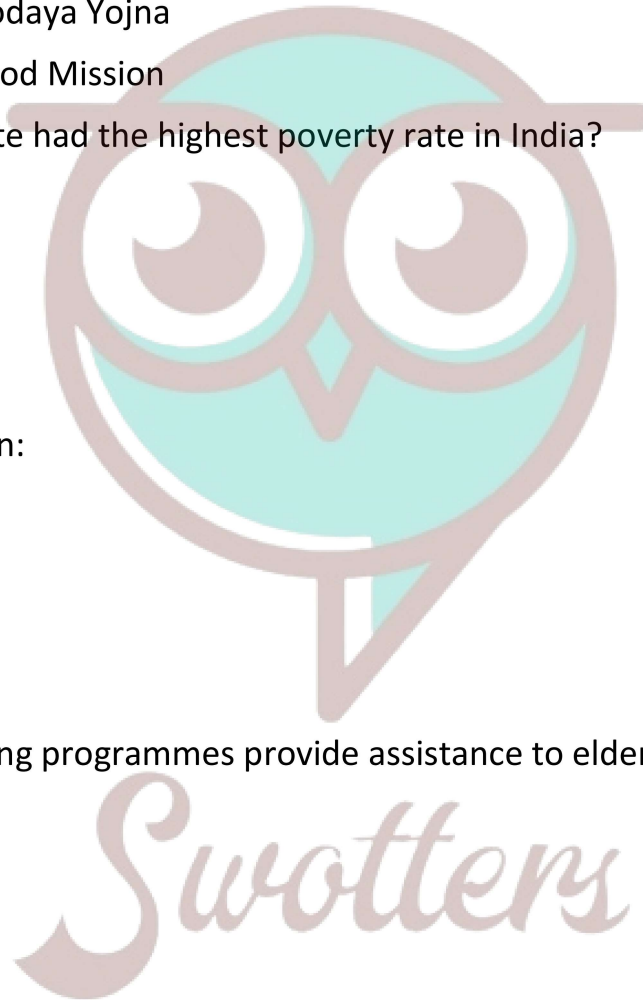 odaya Yojna
od Mission
te had the highest poverty rate in India?
n:
ng programmes provide assistance to elder
Swotters